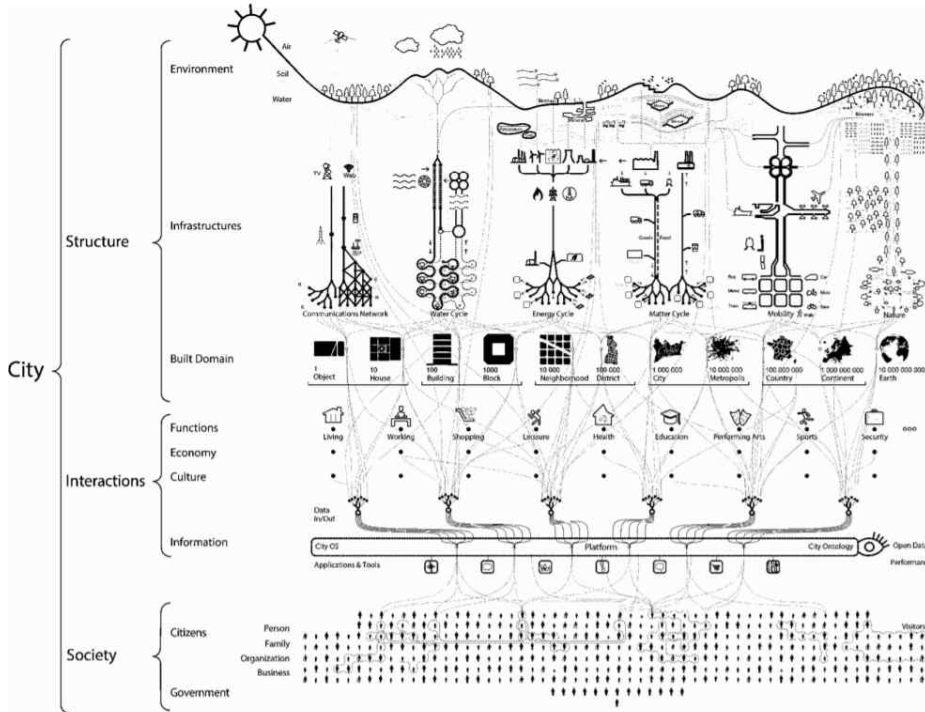 City
Structure
Environment
Air
Soil
Water
Infrastructures
TV
Web
Goods
Food
Biomass
Communications Network
Water Cycle
Energy Cycle
Matter Cycle
Mobility
Nature
Built Domain
1
Object
10
House
100
Building
1000
Block
10 000
Neighborhood
100 000
District
1 000 000
City
10 000 000
Metropolis
100 000 000
Country
1 000 000 000
Continent
10 000 000 000
Earth
Interactions
Functions
Living
Working
Shopping
Leisure
Health
Education
Performing Arts
Sports
Security
Economy
Culture
Information
Data
In/Out
City OS
Platform
City Ontology
Open Data
Applications & Tools
Performance
Society
Citizens
Person
Family
Organization
Business
Visitors
Government